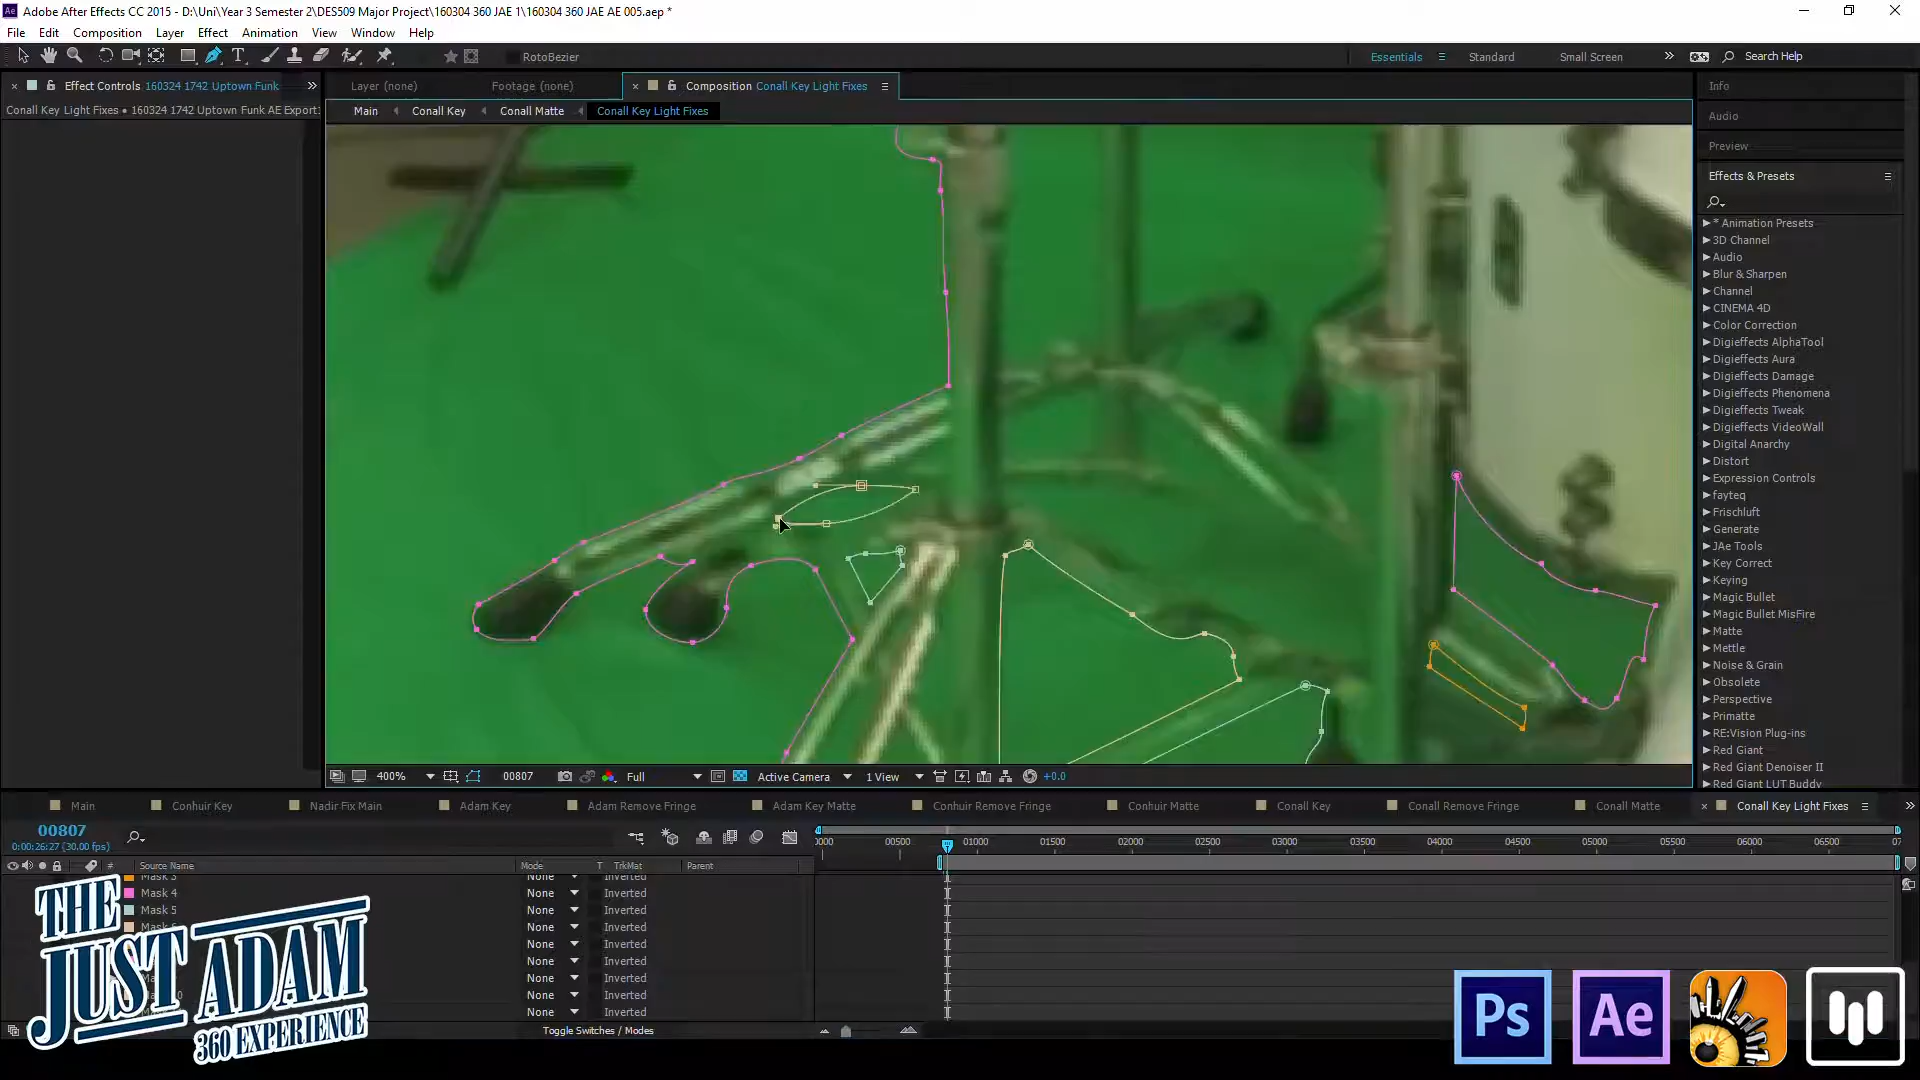 Ae Adobe After Effects CC 2015 - D:\Uni\Year 3 Semester 2\DES509 Major Project\160304 360 JAE 1\160304 360 JAE AE 005.aep *
File Edit Composition Layer Effect Animation View Window Help
RotoBezier Essentials Standard Small Screen Search Help
Effect Controls 160324 1742 Uptown Funk Layer (none) Footage (none) Composition Conall Key Light Fixes
Conall Key Light Fixes • 160324 1742 Uptown Funk AE Export
Main Conall Key Conall Matte Conall Key Light Fixes
Info
Audio
Preview
Effects & Presets
* Animation Presets
3D Channel
Audio
Blur & Sharpen
Channel
CINEMA 4D
Color Correction
Digieffects AlphaTool
Digieffects Aura
Digieffects Damage
Digieffects Phenomena
Digieffects Tweak
Digieffects VideoWall
Digital Anarchy
Distort
Expression Controls
fayteq
Frischluft
Generate
JAe Tools
Key Correct
Keying
Magic Bullet
Magic Bullet MisFire
Matte
Mettle
Noise & Grain
Obsolete
Perspective
Primatte
RE:Vision Plug-ins
Red Giant
Red Giant Denoiser II
Red Giant LUT Buddy
400% 00807 Full Active Camera 1 View +0.0
Main Conhuir Key Nadir Fix Main Adam Key Adam Remove Fringe Adam Key Matte Conhuir Remove Fringe Conhuir Matte Conall Key Conall Remove Fringe Conall Matte Conall Key Light Fixes
00807
0:00:26:27 (30.00 fps)
0000 00500 01000 01500 02000 02500 03000 03500 04000 04500 05000 05500 06000 06500 07
# Source Name Mode T TrkMat Parent
Mask 3 None Inverted
Mask 4 None Inverted
Mask 5 None Inverted
None Inverted
None Inverted
None Inverted
None Inverted
None Inverted
None Inverted
Toggle Switches / Modes
THE
JUST ADAM
360 EXPERIENCE
Ps Ae